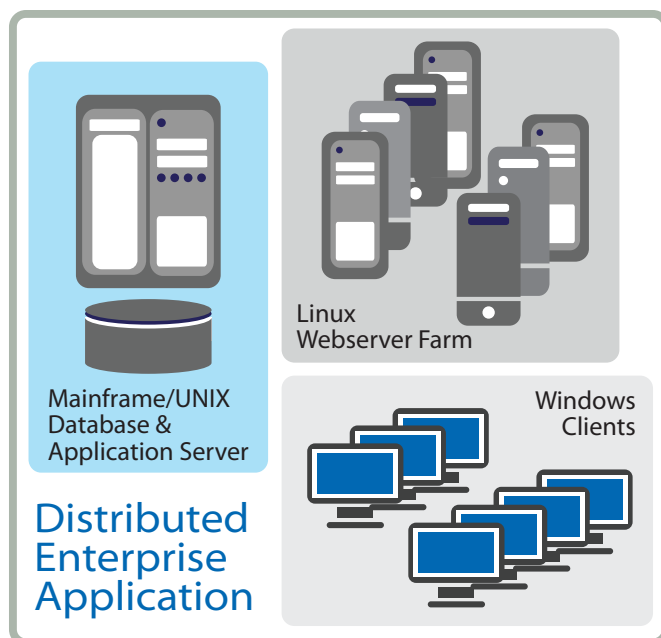 Linux
Webserver Farm
Mainframe/UNIX
Database &
Application Server
Windows
Clients
Distributed
Enterprise
Application